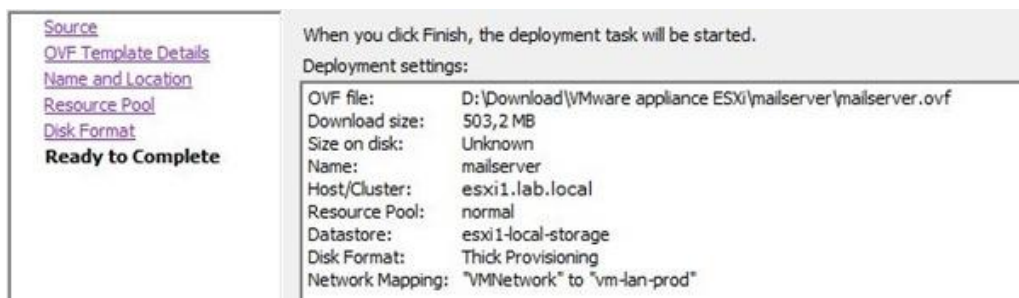 Source
OVF Template Details
Name and Location
Resource Pool
Disk Format
Ready to Complete
When you click Finish, the deployment task will be started.
Deployment settings:
OVF file: D:\Download\VMware appliance ESXi\mailserver\mailserver.ovf
Download size: 503,2 MB
Size on disk: Unknown
Name: mailserver
Host/Cluster: esxi1.lab.local
Resource Pool: normal
Datastore: esxi1-local-storage
Disk Format: Thick Provisioning
Network Mapping: "VMNetwork" to "vm-lan-prod"